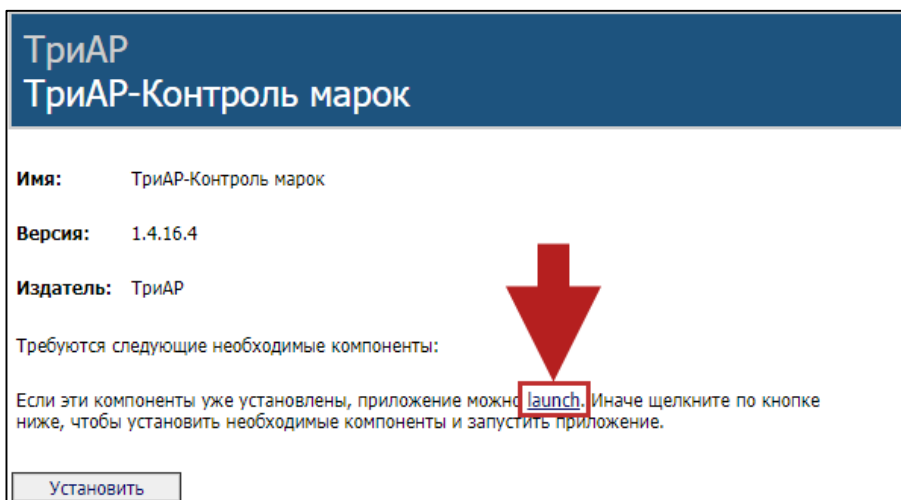 ТриАР
ТриАР-Контроль марок
Имя: ТриАР-Контроль марок
Версия: 1.4.16.4
Издатель: ТриАР
Требуются следующие необходимые компоненты:
Если эти компоненты уже установлены, приложение можно launch. Иначе щелкните по кнопке
ниже, чтобы установить необходимые компоненты и запустить приложение.
Установить